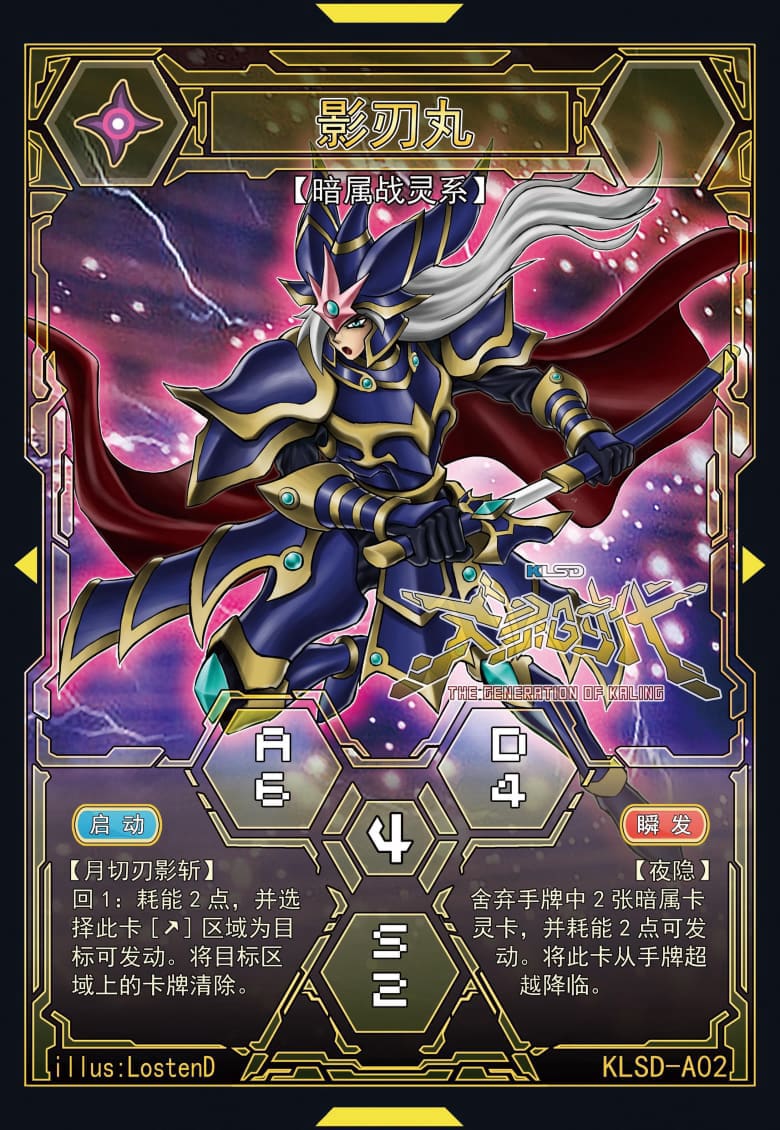 影刃丸
【暗属战灵系】
KLSD
卡灵时代
THE GENERATION OF KALING
A
6
D
4
4
S
2
启动
【月切刃影斩】
回1：耗能2点，并选
择此卡［↗］区域为目
标可发动。将目标区
域上的卡牌清除。
瞬发
【夜隐】
舍弃手牌中2张暗属卡
灵卡，并耗能2点可发
动。将此卡从手牌超
越降临。
illus:LostenD
KLSD-A02